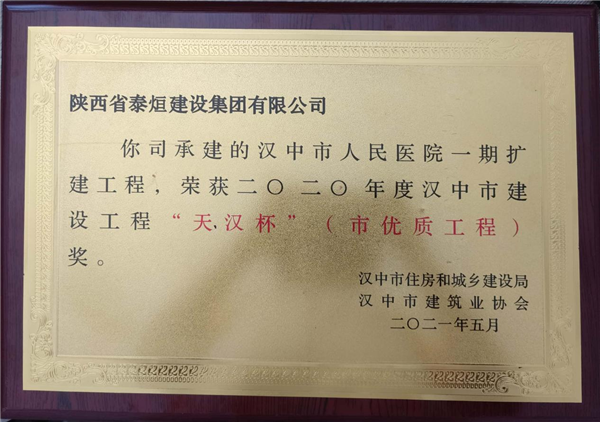 陕西省泰烜建设集团有限公司
你司承建的汉中市人民医院一期扩
建工程，荣获二〇二〇年度汉中市建
设工程“天汉杯”（市优质工程）
奖。
汉中市住房和城乡建设局
汉中市建筑业协会
二〇二一年五月